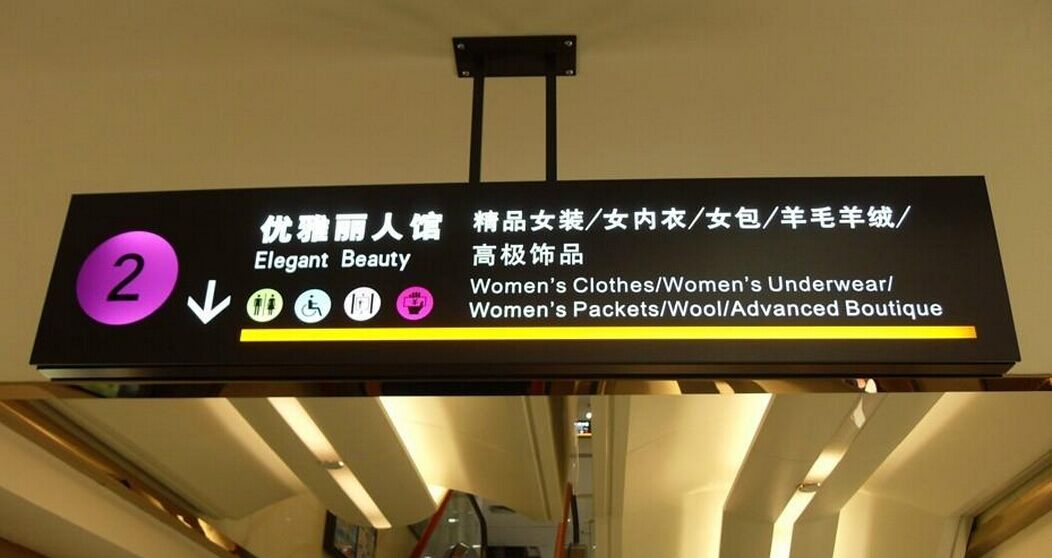 2
优雅丽人馆
Elegant Beauty
精品女装/女内衣/女包/羊毛羊绒/
高极饰品
Women's Clothes/Women's Underwear/
Women's Packets/Wool/Advanced Boutique